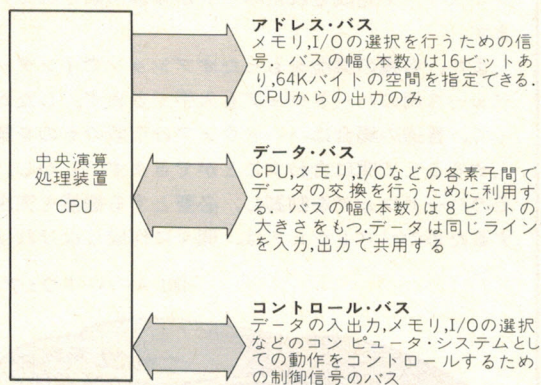 中央演算
処理装置
CPU
アドレス・バス
メモリ,I/Oの選択を行うための信
号. バスの幅(本数)は16ビットあ
り,64Kバイトの空間を指定できる.
CPUからの出力のみ
データ・バス
CPU,メモリ,I/Oなどの各素子間で
データの交換を行うために利用す
る. バスの幅(本数)は8ビットの
大きさをもつ.データは同じライン
を入力,出力で共用する
コントロール・バス
データの入出力,メモリ,I/Oの選択
などのコン ピュータ・システムとし
ての動作をコントロールするため
の制御信号のバス